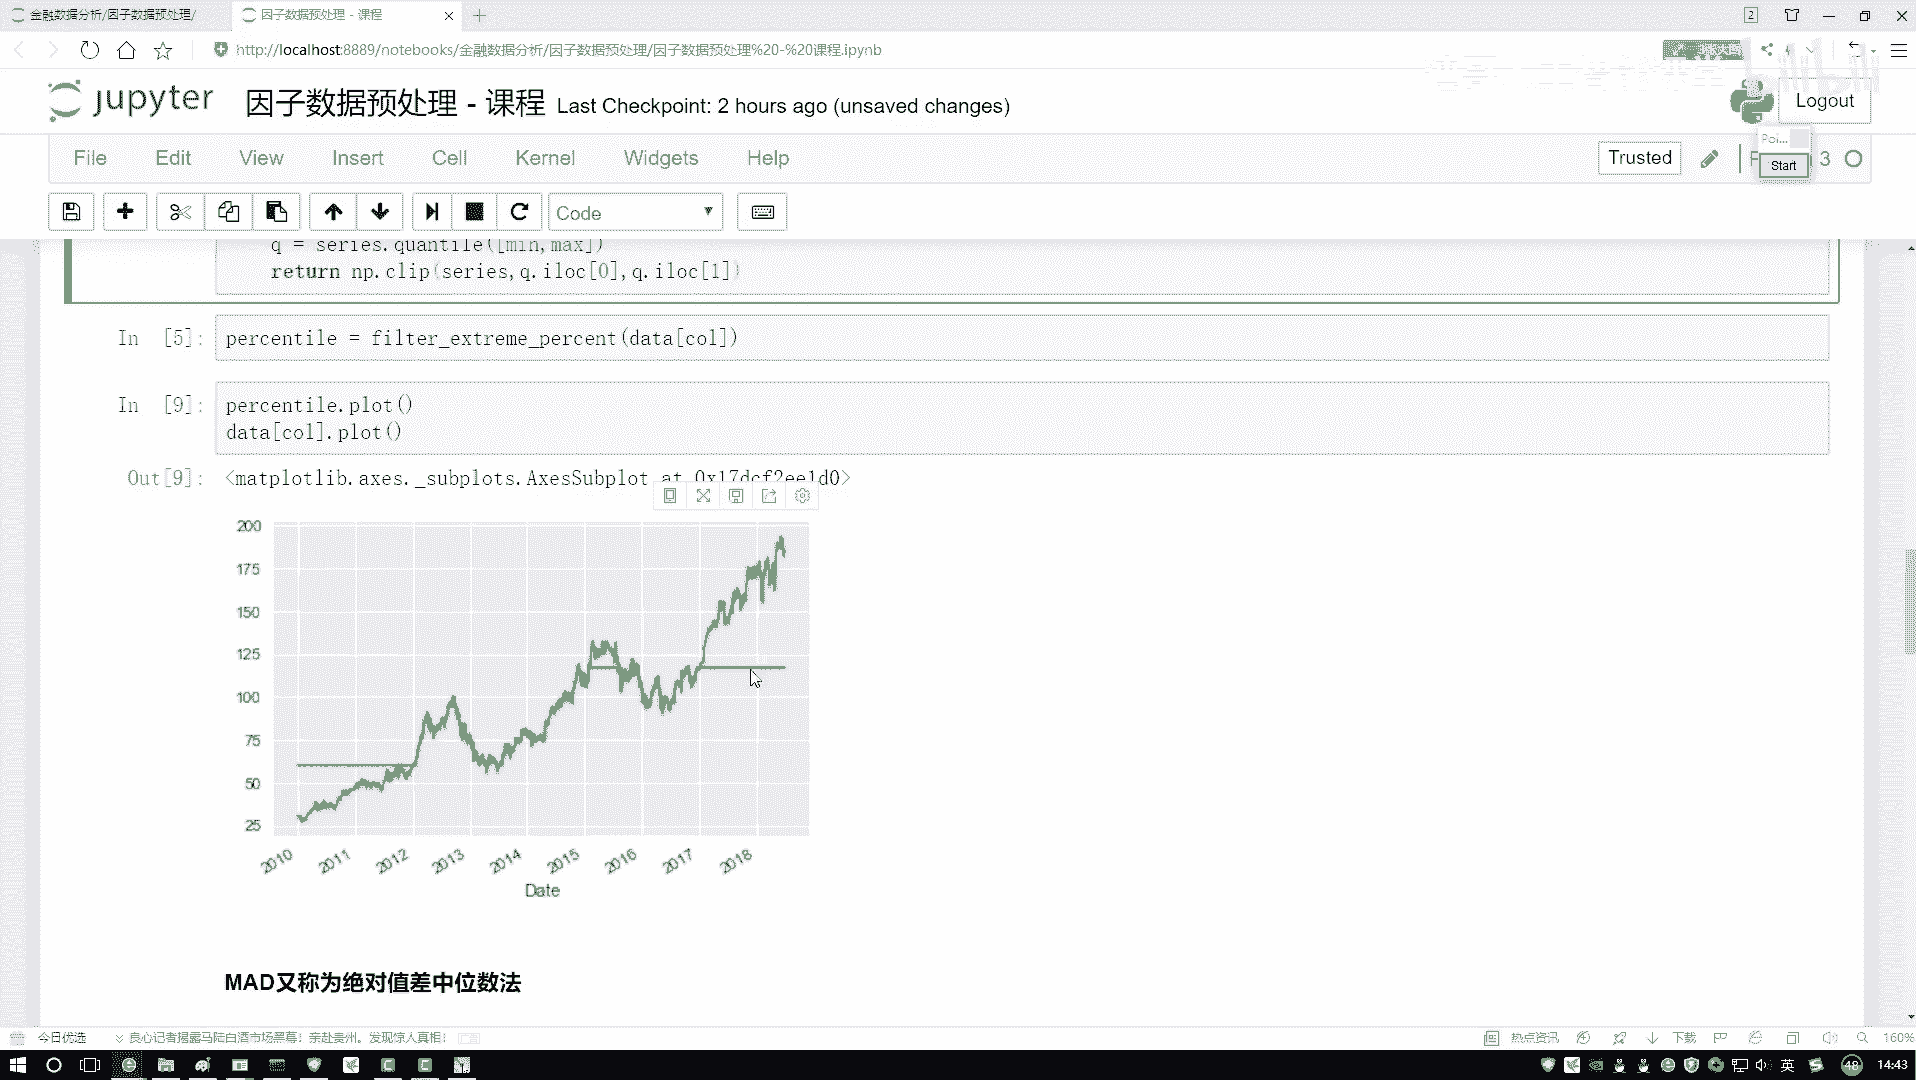 金融数据分析/因子数据预处理/
因子数据预处理 - 课程
2
http://localhost:8889/notebooks/金融数据分析/因子数据预处理/因子数据预处理%20-%20课程.ipynb
bilibili
jupyter 因子数据预处理 - 课程 Last Checkpoint: 2 hours ago (unsaved changes)
Logout
Poi...
File Edit View Insert Cell Kernel Widgets Help
Trusted
3
Start
Code
q = series.quantile([min,max])
return np.clip(series,q.iloc[0],q.iloc[1])
In [5]: percentile = filter_extreme_percent(data[col])
In [9]: percentile.plot()
data[col].plot()
Out[9]: <matplotlib.axes._subplots.AxesSubplot at 0x17dcf2ee1d0>
200
175
150
125
100
75
50
25
2010 2011 2012 2013 2014 2015 2016 2017 2018
Date
MAD又称为绝对值差中位数法
今日优选
良心记者揭露马陆白酒市场黑幕！亲赴贵州。发现惊人真相！
热点资讯
下载
160%
英
48
14:43